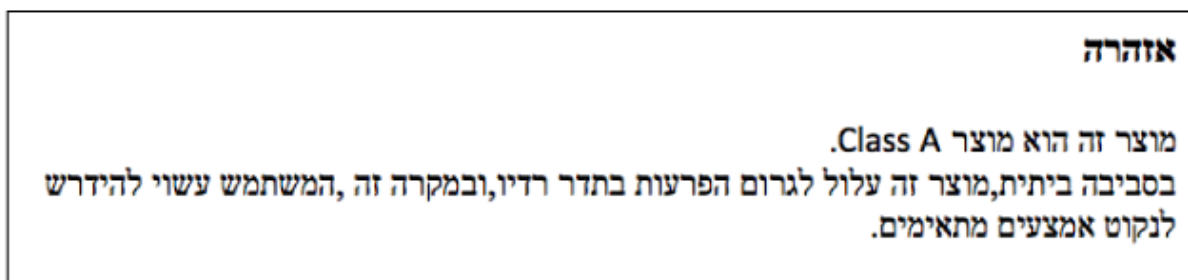 אזהרה
מוצר זה הוא מוצר Class A.
בסביבה ביתית,מוצר זה עלול לגרום הפרעות בתדר רדיו,ובמקרה זה ,המשתמש עשוי להידרש
לנקוט אמצעים מתאימים.